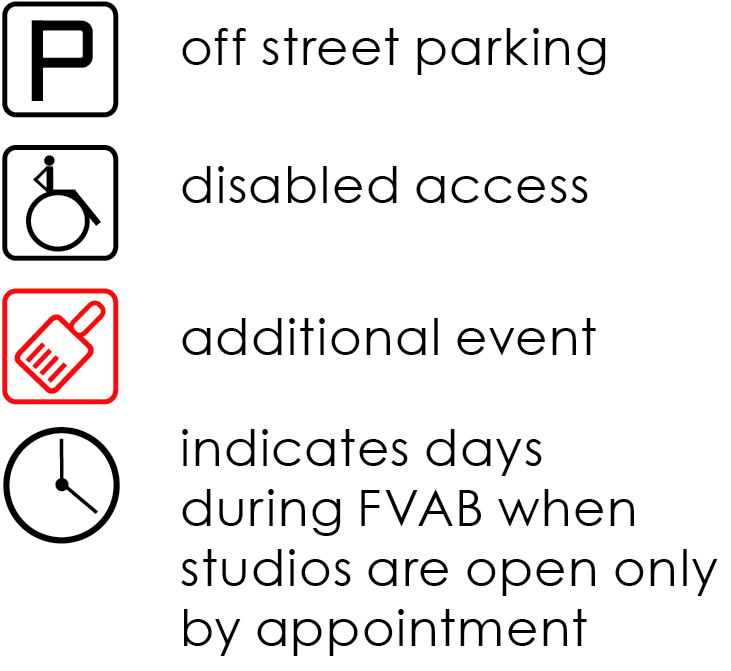 P
off street parking
disabled access
additional event
indicates days
during FVAB when
studios are open only
by appointment